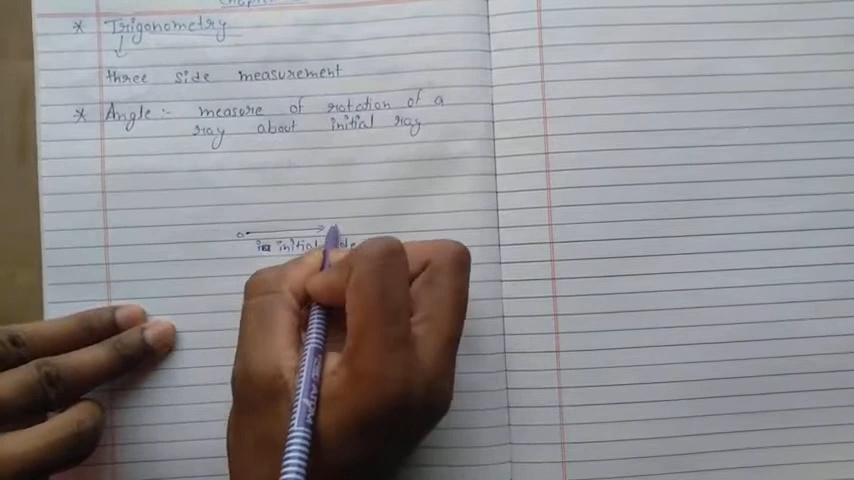 * Trigonometry
three side measurement
* Angle :- measure of rotation of a
ray about initial ray
O
initial